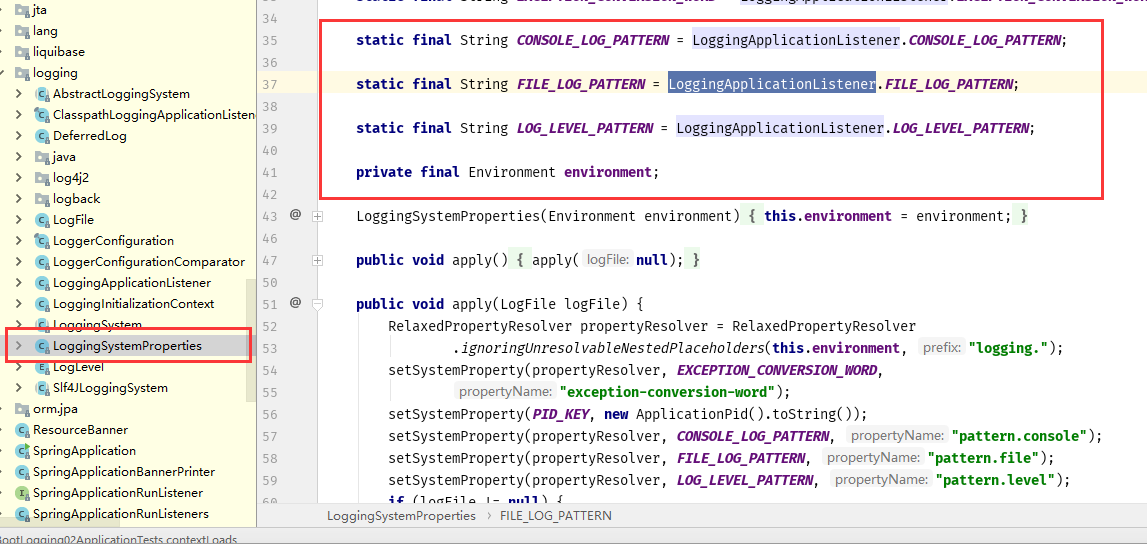 jta
lang
liquibase
logging
AbstractLoggingSystem
ClasspathLoggingApplicationListen
DeferredLog
java
log4j2
logback
LogFile
LoggerConfiguration
LoggerConfigurationComparator
LoggingApplicationListener
LoggingInitializationContext
LoggingSystem
LoggingSystemProperties
LogLevel
Slf4JLoggingSystem
orm.jpa
ResourceBanner
SpringApplication
SpringApplicationBannerPrinter
SpringApplicationRunListener
SpringApplicationRunListeners
34
35 static final String CONSOLE_LOG_PATTERN = LoggingApplicationListener.CONSOLE_LOG_PATTERN;
36
37 static final String FILE_LOG_PATTERN = LoggingApplicationListener.FILE_LOG_PATTERN;
38
39 static final String LOG_LEVEL_PATTERN = LoggingApplicationListener.LOG_LEVEL_PATTERN;
40
41 private final Environment environment;
42
43 @ LoggingSystemProperties(Environment environment) { this.environment = environment; }
46
47 public void apply() { apply( logFile: null); }
50
51 @ public void apply(LogFile logFile) {
52 RelaxedPropertyResolver propertyResolver = RelaxedPropertyResolver
53 .ignoringUnresolvableNestedPlaceholders(this.environment, prefix: "logging.");
54 setSystemProperty(propertyResolver, EXCEPTION_CONVERSION_WORD,
55 propertyName: "exception-conversion-word");
56 setSystemProperty(PID_KEY, new ApplicationPid().toString());
57 setSystemProperty(propertyResolver, CONSOLE_LOG_PATTERN, propertyName: "pattern.console");
58 setSystemProperty(propertyResolver, FILE_LOG_PATTERN, propertyName: "pattern.file");
59 setSystemProperty(propertyResolver, LOG_LEVEL_PATTERN, propertyName: "pattern.level");
60 if (logFile != null) {
LoggingSystemProperties › FILE_LOG_PATTERN
ootLogging02ApplicationTests.contextLoads